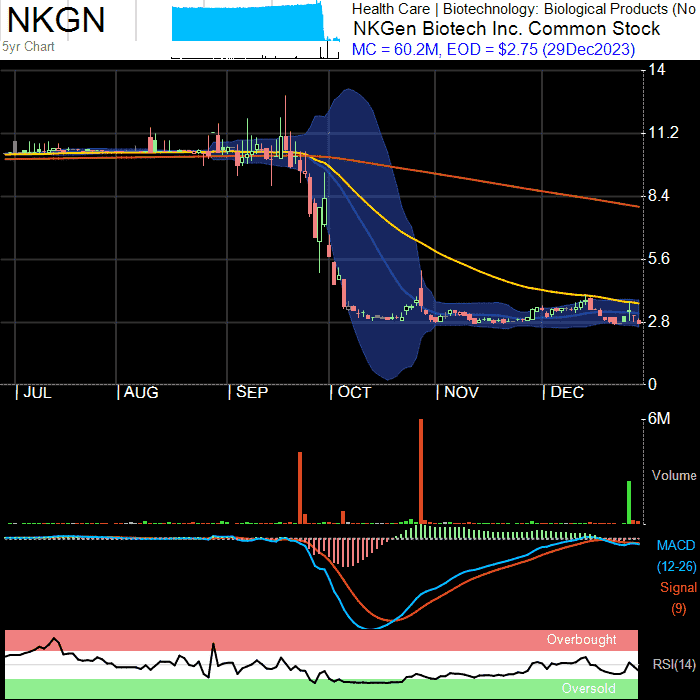 NKGN
5yr Chart
Health Care | Biotechnology: Biological Products (No
NKGen Biotech Inc. Common Stock
MC = 60.2M, EOD = $2.75 (29Dec2023)
14
11.2
8.4
5.6
2.8
0
|JUL |AUG |SEP |OCT |NOV |DEC
6M
Volume
MACD
(12-26)
Signal
(9)
Overbought
RSI(14)
Oversold